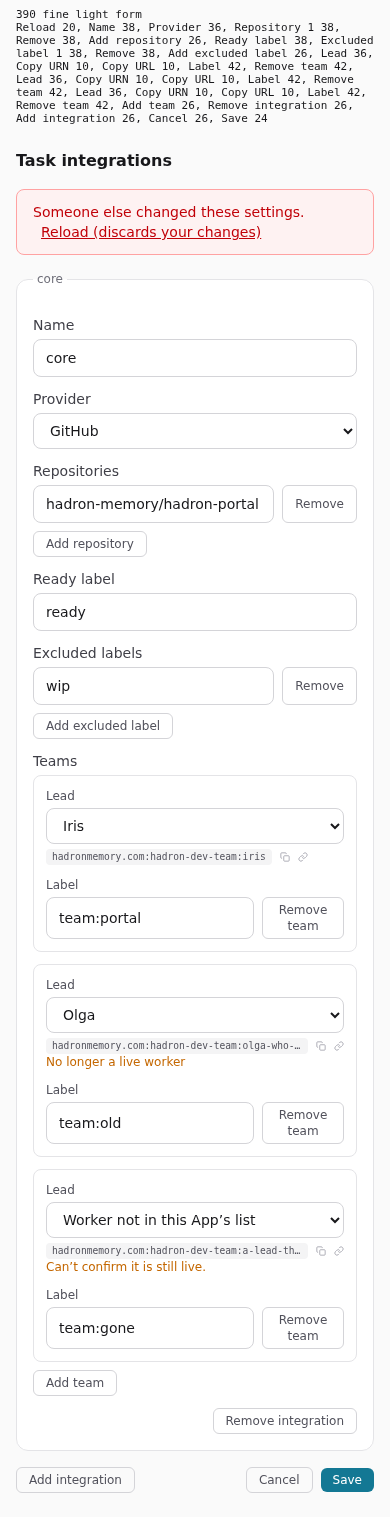 390 fine light form
Reload 20, Name 38, Provider 36, Repository 1 38,
Remove 38, Add repository 26, Ready label 38, Excluded
label 1 38, Remove 38, Add excluded label 26, Lead 36,
Copy URN 10, Copy URL 10, Label 42, Remove team 42,
Lead 36, Copy URN 10, Copy URL 10, Label 42, Remove
team 42, Lead 36, Copy URN 10, Copy URL 10, Label 42,
Remove team 42, Add team 26, Remove integration 26,
Add integration 26, Cancel 26, Save 24
Task integrations
Someone else changed these settings.
Reload (discards your changes)
core
Name
core
Provider
GitHub
Repositories
hadron-memory/hadron-portal
Remove
Add repository
Ready label
ready
Excluded labels
wip
Remove
Add excluded label
Teams
Lead
Iris
hadronmemory.com:hadron-dev-team:iris
Label
team:portal
Remove
team
Lead
Olga
hadronmemory.com:hadron-dev-team:olga-who-…
No longer a live worker
Label
team:old
Remove
team
Lead
Worker not in this App’s list
hadronmemory.com:hadron-dev-team:a-lead-th…
Can’t confirm it is still live.
Label
team:gone
Remove
team
Add team
Remove integration
Add integration
Cancel
Save